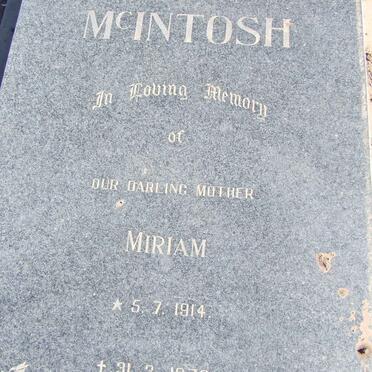 McINTOSH
In Loving Memory
of
OUR DARLING MOTHER
MIRIAM
★ 5. 7. 1914.